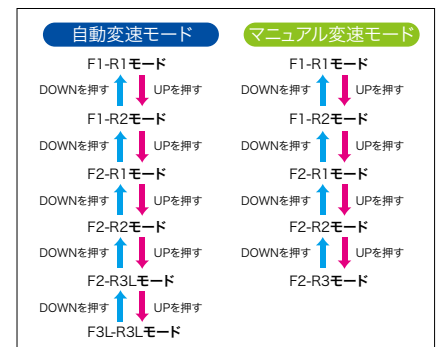 自動変速モード
F1-R1モード
DOWNを押す UPを押す
F1-R2モード
DOWNを押す UPを押す
F2-R1モード
DOWNを押す UPを押す
F2-R2モード
DOWNを押す UPを押す
F2-R3Lモード
DOWNを押す UPを押す
F3L-R3Lモード
マニュアル変速モード
F1-R1モード
DOWNを押す UPを押す
F1-R2モード
DOWNを押す UPを押す
F2-R1モード
DOWNを押す UPを押す
F2-R2モード
DOWNを押す UPを押す
F2-R3モード